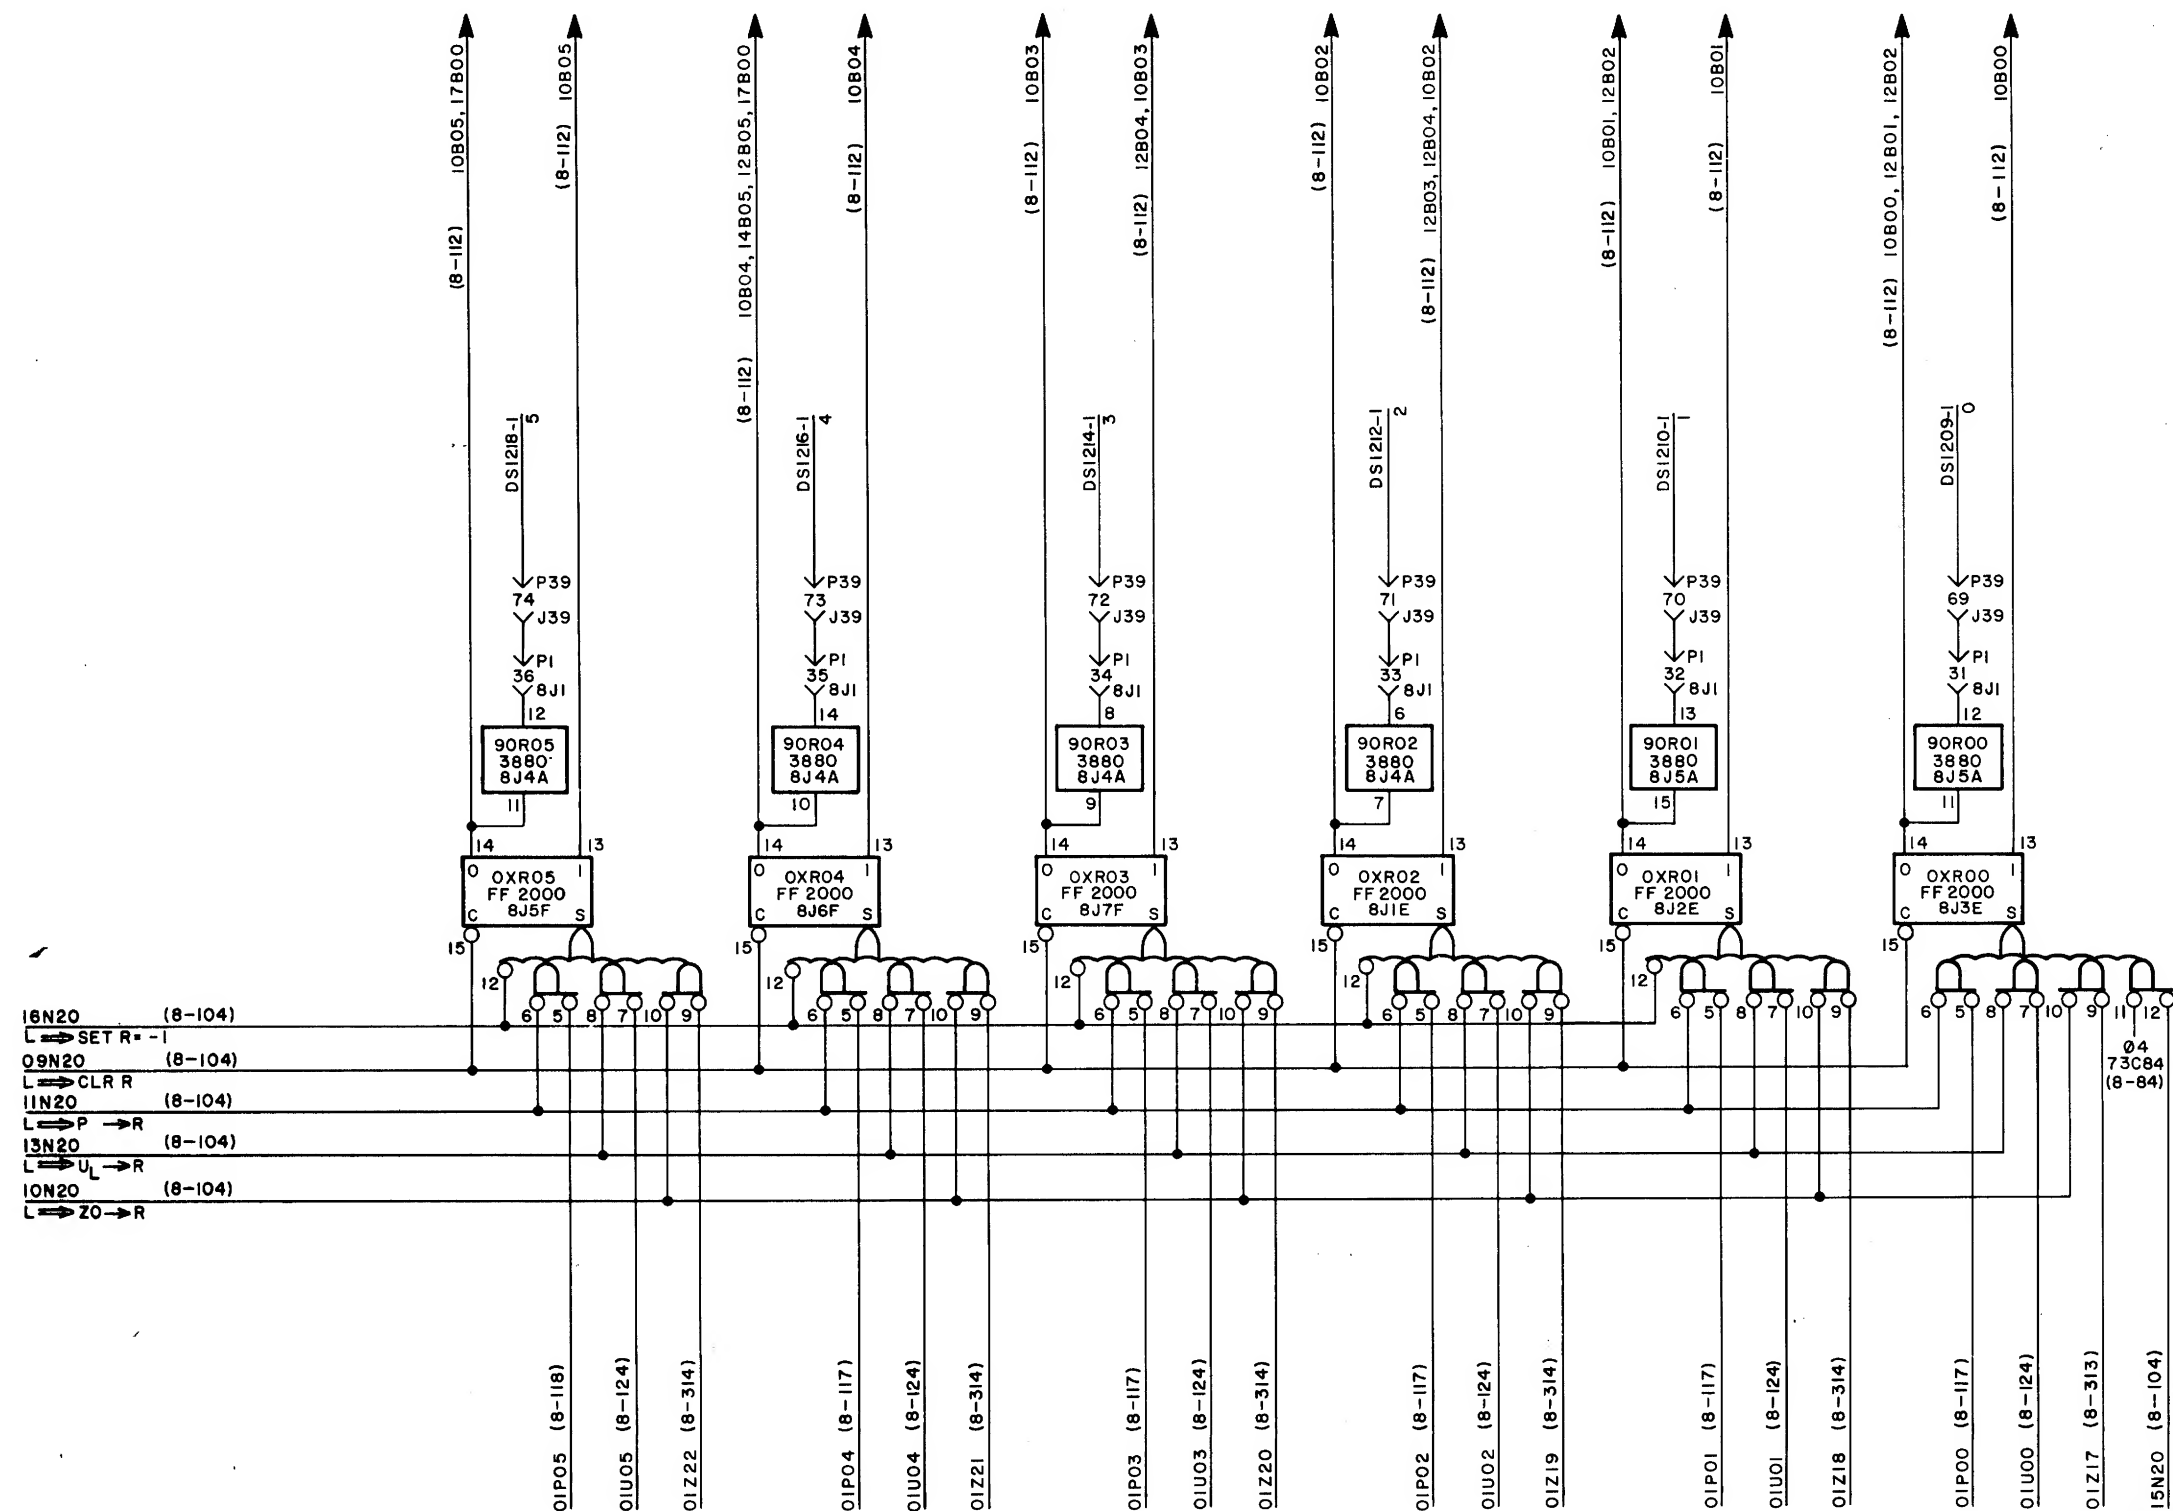 (8-112) 10B05, 17B00
(8-112) 10B05
(8-112) 10B04, 14B05, 12B05, 17B00
(8-112) 10B04
(8-112) 10B03
(8-112) 12B04, 10B03
(8-112) 10B02
(8-112) 12B03, 12B04, 10B02
(8-112) 10B01, 12B02
(8-112) 10B01
(8-112) 10B00, 12B01, 12B02
(8-112) 10B00
DS1218-1 5
DS1216-1 4
DS1214-1 3
DS1212-1 2
DS1210-1 1
DS1209-1 0
P39 P39 P39 P39 P39 P39
74 73 72 71 70 69
J39 J39 J39 J39 J39 J39
P1 P1 P1 P1 P1 P1
36 35 34 33 32 31
8J1 8J1 8J1 8J1 8J1 8J1
12 14 8 6 13 12
90R05 90R04 90R03 90R02 90R01 90R00
3880 3880 3880 3880 3880 3880
8J4A 8J4A 8J4A 8J4A 8J5A 8J5A
11 10 9 7 15 11
14 13 14 13 14 13 14 13 14 13 14 13
0 1 0 1 0 1 0 1 0 1 0 1
0XR05 0XR04 0XR03 0XR02 0XR01 0XR00
FF 2000 FF 2000 FF 2000 FF 2000 FF 2000 FF 2000
C 8J5F S C 8J6F S C 8J7F S C 8J1E S C 8J2E S C 8J3E S
15 15 15 15 15 15
12 12 12 12 12
6 5 8 7 10 9 6 5 8 7 10 9 6 5 8 7 10 9 6 5 8 7 10 9 6 5 8 7 10 9 6 5 8 7 10 9 11 12
Ø4
73C84
(8-84)
16N20 (8-104)
L ⇒ SET R= -1
09N20 (8-104)
L ⇒ CLR R
11N20 (8-104)
L ⇒ P → R
13N20 (8-104)
L ⇒ UL → R
10N20 (8-104)
L ⇒ ZO → R
01P05 (8-118)
01U05 (8-124)
01Z22 (8-314)
01P04 (8-117)
01U04 (8-124)
01Z21 (8-314)
01P03 (8-117)
01U03 (8-124)
01Z20 (8-314)
01P02 (8-117)
01U02 (8-124)
01Z19 (8-314)
01P01 (8-117)
01U01 (8-124)
01Z18 (8-314)
01P00 (8-117)
01U00 (8-124)
01Z17 (8-313)
15N20 (8-104)